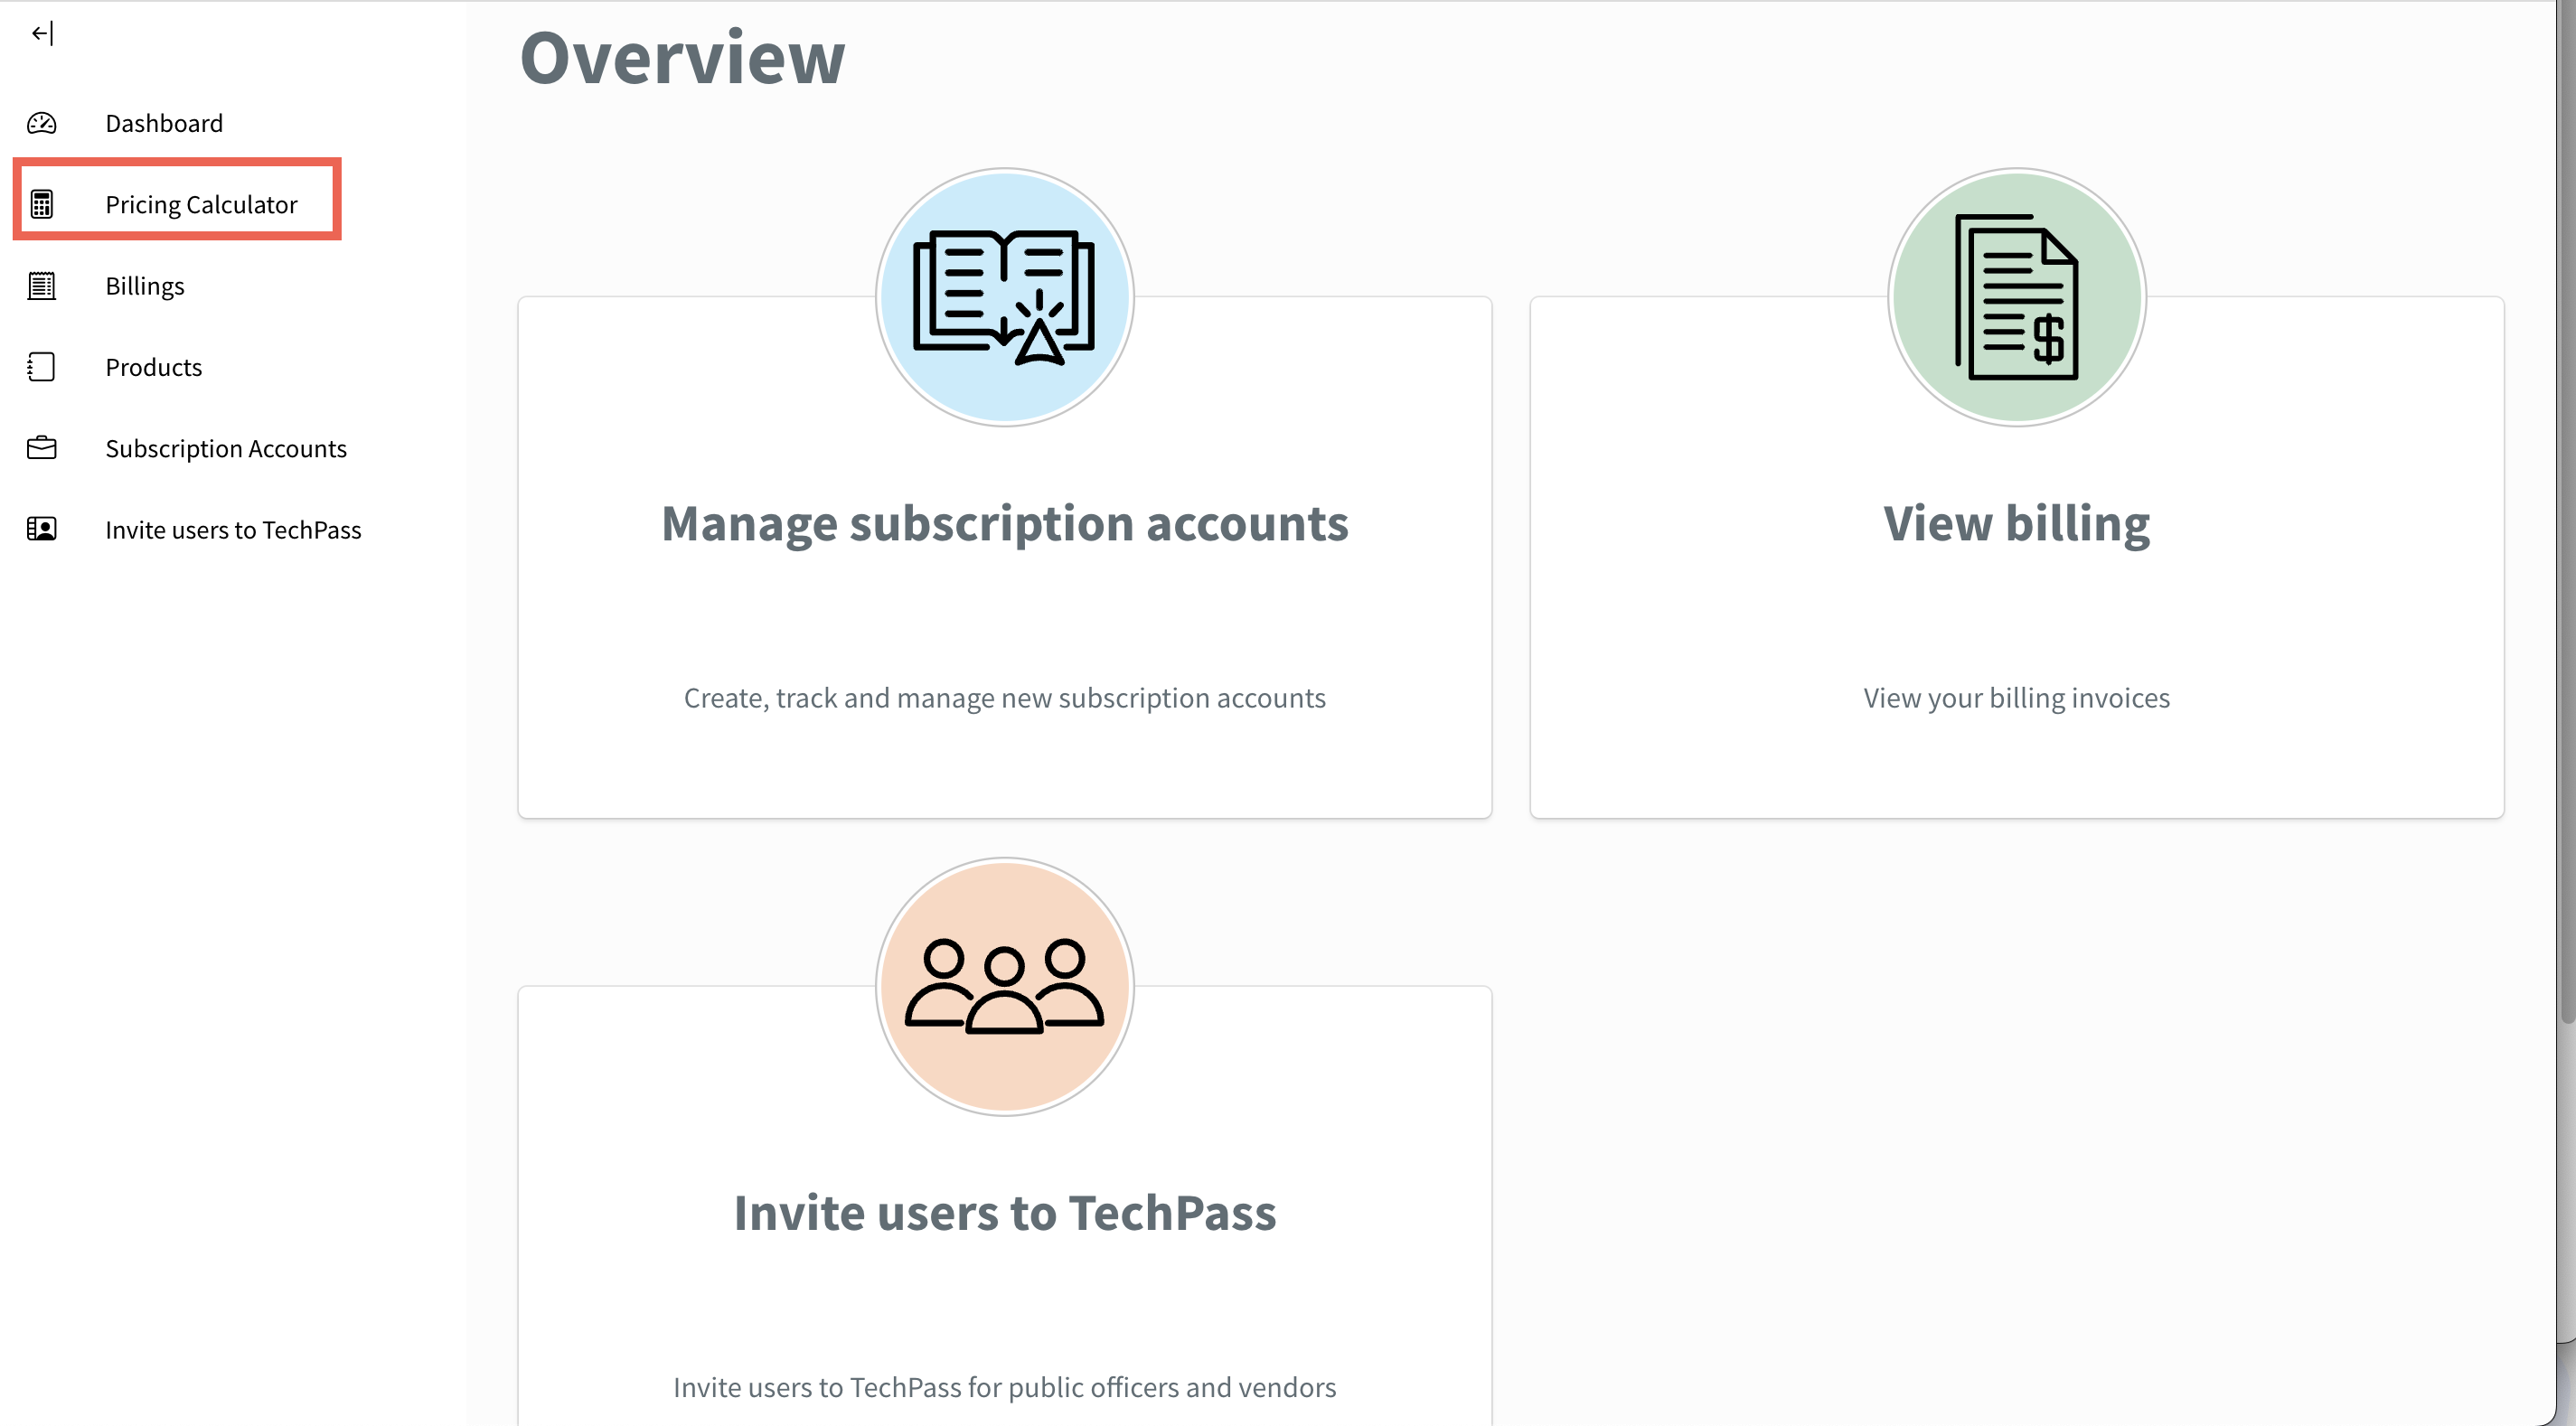 Overview
Dashboard
Pricing Calculator
Billings
Products
Subscription Accounts
Invite users to TechPass
Manage subscription accounts
Create, track and manage new subscription accounts
View billing
View your billing invoices
Invite users to TechPass
Invite users to TechPass for public officers and vendors